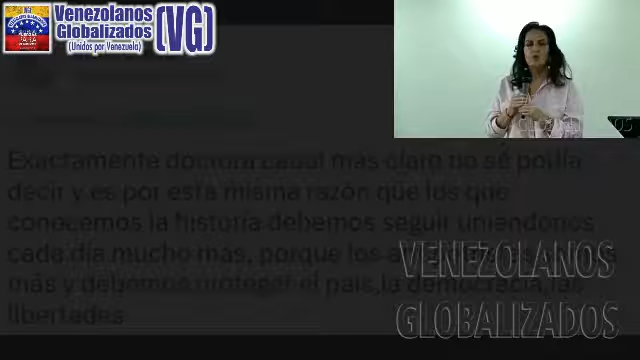 Venezolanos
Globalizados
(Unidos por Venezuela)
(VG)
Exactamente doctora cabal más claro no sé podía
decir y es por esta misma razón que los que
conocemos la historia debemos seguir uniendonos
cada día mucho más, porque los
más y debemos proteger el país,la democracia,las
libertades
VENEZOLANOS
GLOBALIZADOS